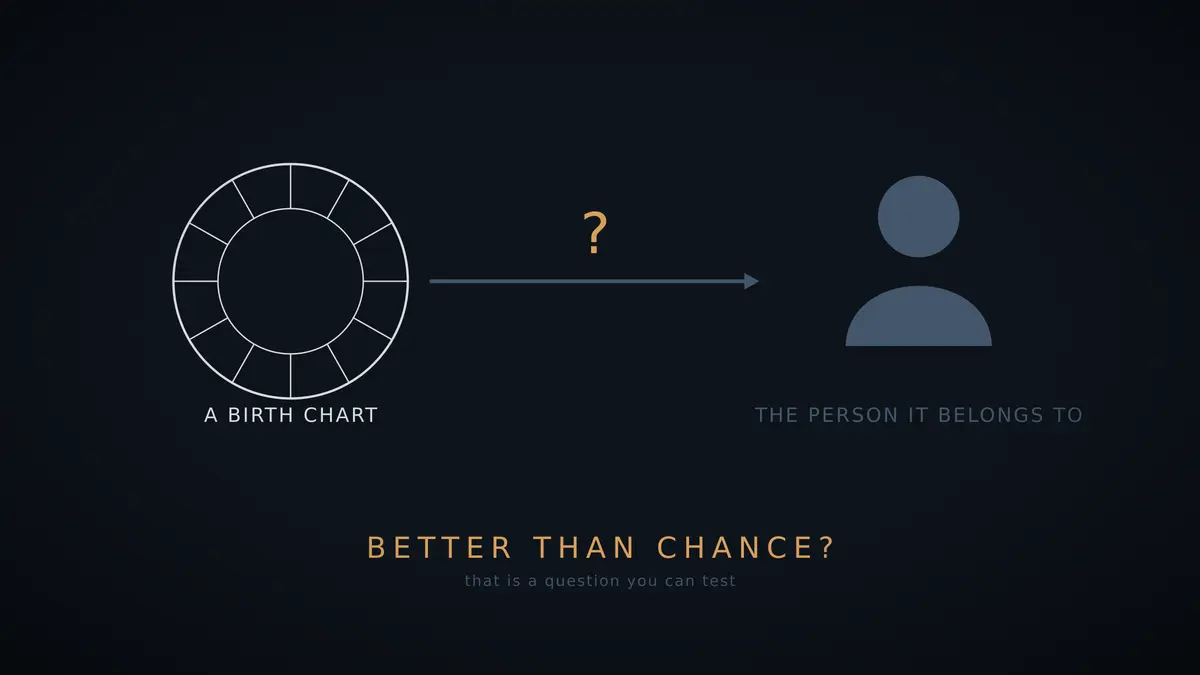 ?
A BIRTH CHART
THE PERSON IT BELONGS TO
BETTER THAN CHANCE?
that is a question you can test